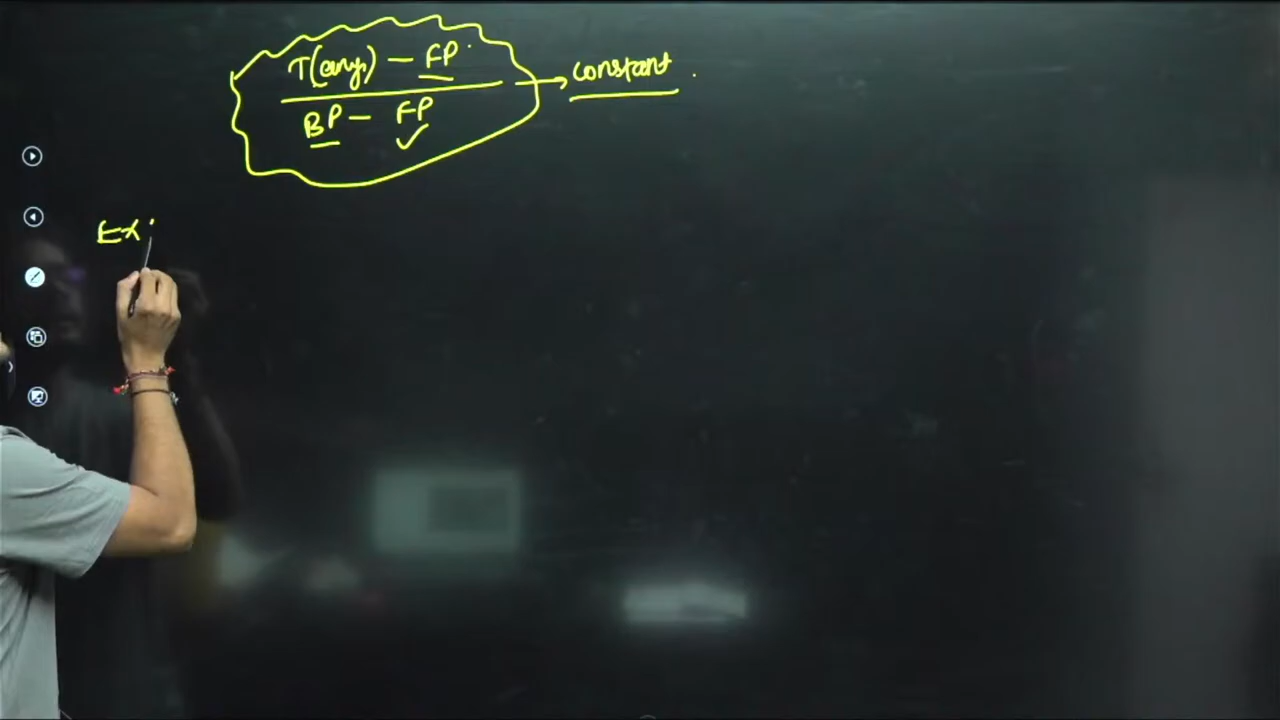 T(any) - FP
BP - FP → constant.
Ex: